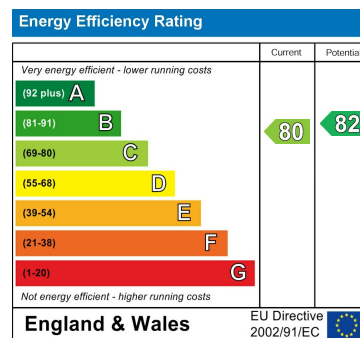 Energy Efficiency Rating
Current
Potential
Very energy efficient - lower running costs
(92 plus) A
(81-91) B
(69-80) C
(55-68) D
(39-54) E
(21-38) F
(1-20) G
80
82
Not energy efficient - higher running costs
England & Wales
EU Directive
2002/91/EC